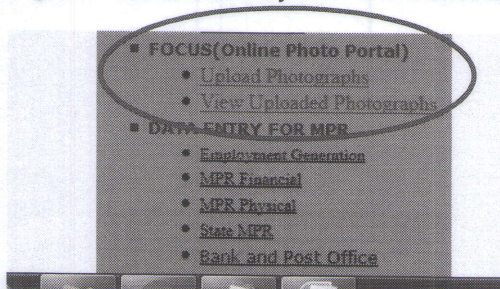 FOCUS(Online Photo Portal)
Upload Photographs
View Uploaded Photographs
DATA ENTRY FOR MPR
Employment Generation
MPR Financial
MPR Physical
State MPR
Bank and Post Office